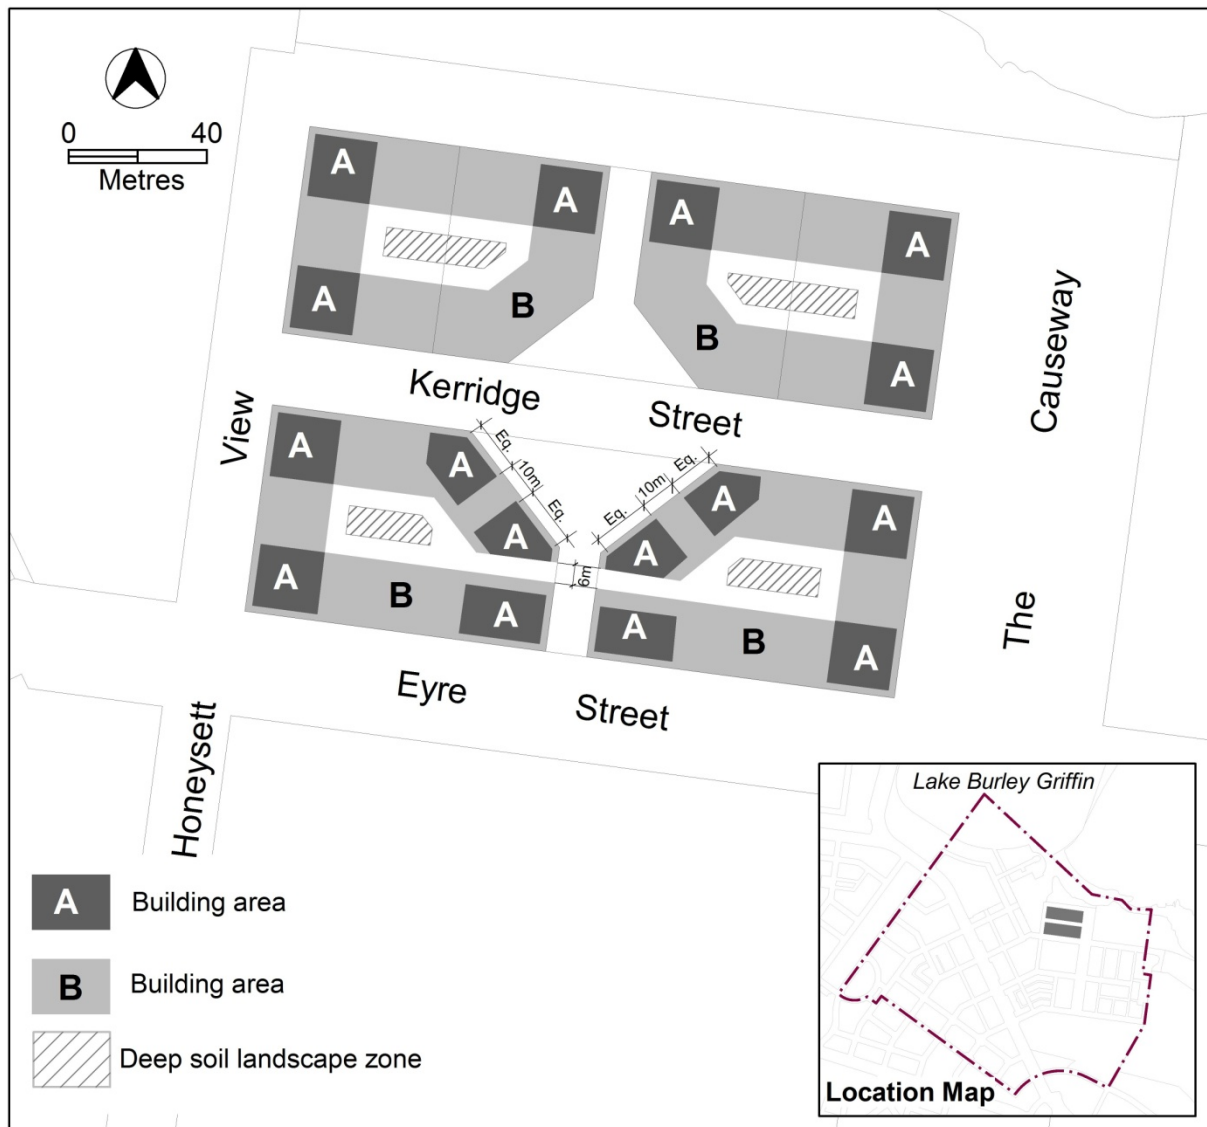 0 40
Metres
A
A
A
A
A
B
A
B
A
Kerridge Street
View
Causeway
Eq.
10m
Eq.
Eq.
10m
Eq.
A
A
A
A
A
A
6m
A
B
A
A
B
A
The
Eyre Street
Honeysett
A Building area
B Building area
Deep soil landscape zone
Lake Burley Griffin
Location Map